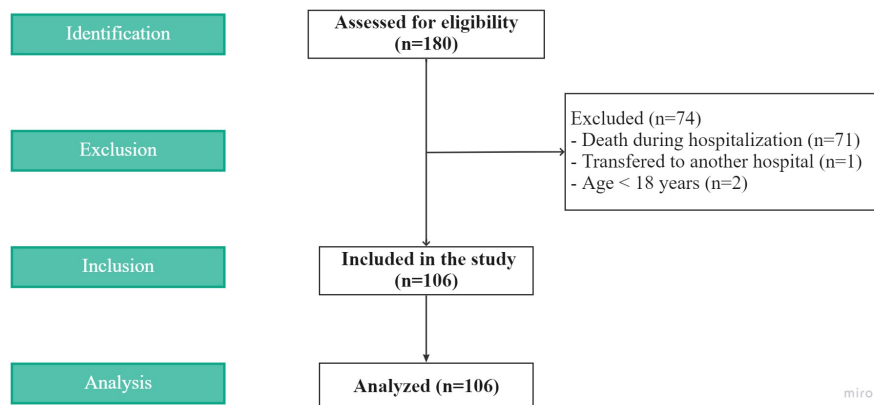 Identification
Assessed for eligibility
(n=180)
Exclusion
Excluded (n=74)
- Death during hospitalization (n=71)
- Transfered to another hospital (n=1)
- Age < 18 years (n=2)
Inclusion
Included in the study
(n=106)
Analysis
Analyzed (n=106)
miro